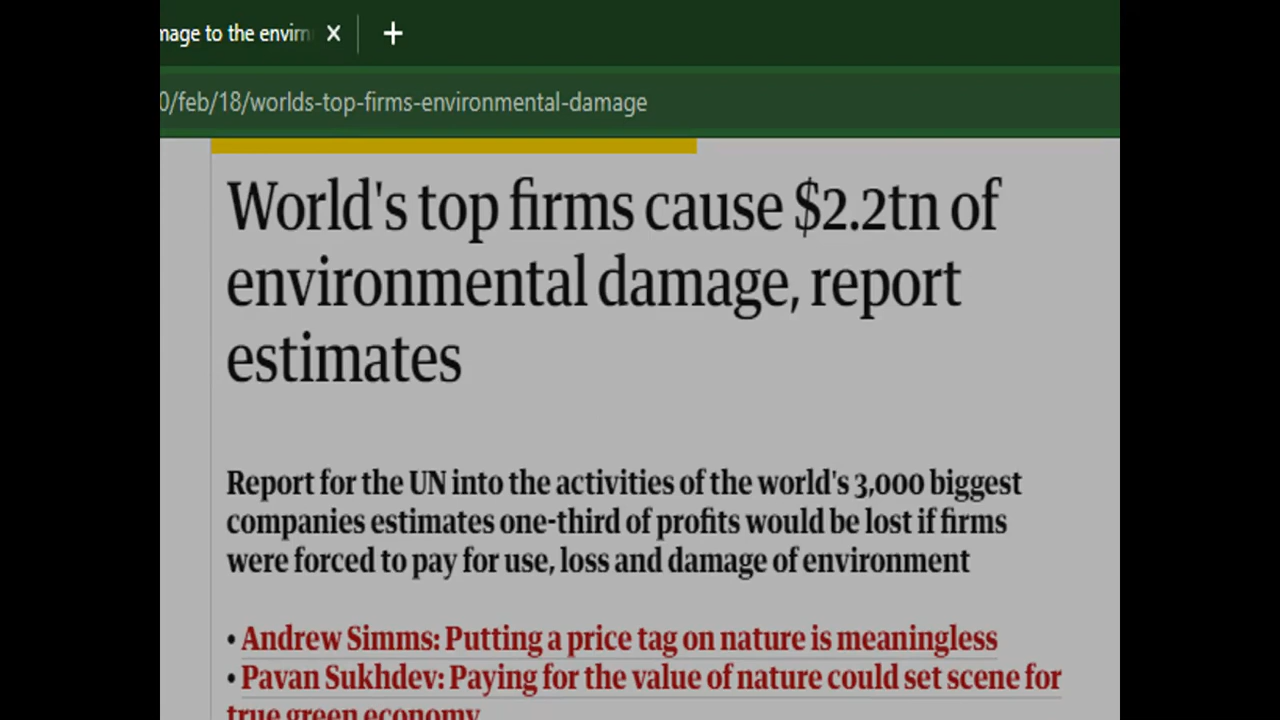 mage to the envirn
0/feb/18/worlds-top-firms-environmental-damage
World's top firms cause $2.2tn of
environmental damage, report
estimates
Report for the UN into the activities of the world's 3,000 biggest
companies estimates one-third of profits would be lost if firms
were forced to pay for use, loss and damage of environment
• Andrew Simms: Putting a price tag on nature is meaningless
• Pavan Sukhdev: Paying for the value of nature could set scene for
true green economy